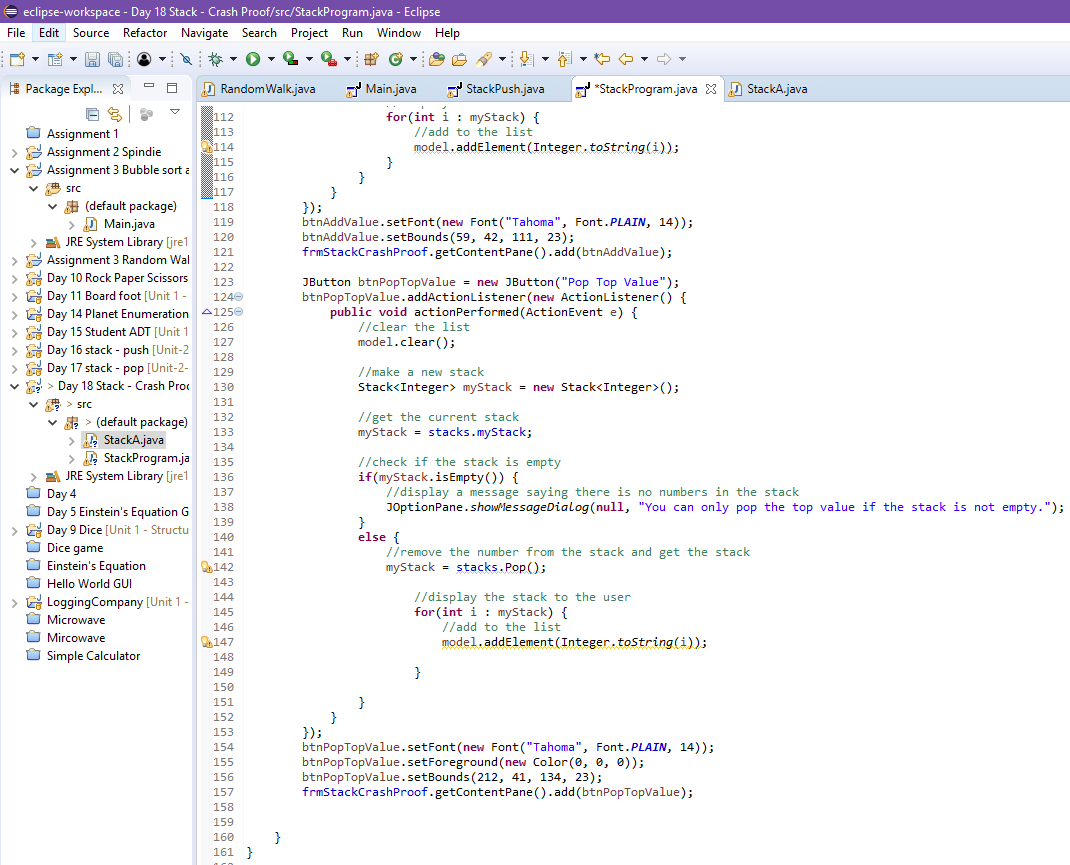 eclipse-workspace - Day 18 Stack - Crash Proof/src/StackProgram.java - Eclipse
File Edit Source Refactor Navigate Search Project Run Window Help
Package Expl...
RandomWalk.java Main.java StackPush.java *StackProgram.java StackA.java
Assignment 1
Assignment 2 Spindie
Assignment 3 Bubble sort a
src
(default package)
Main.java
JRE System Library [jre1
Assignment 3 Random Wal
Day 10 Rock Paper Scissors
Day 11 Board foot [Unit 1 -
Day 14 Planet Enumeration
Day 15 Student ADT [Unit 1
Day 16 stack - push [Unit-2
Day 17 stack - pop [Unit-2-
> Day 18 Stack - Crash Proo
> src
> (default package)
StackA.java
StackProgram.ja
JRE System Library [jre1
Day 4
Day 5 Einstein's Equation G
Day 9 Dice [Unit 1 - Structu
Dice game
Einstein's Equation
Hello World GUI
LoggingCompany [Unit 1 -
Microwave
Mircowave
Simple Calculator
112 for(int i : myStack) {
113 //add to the list
114 model.addElement(Integer.toString(i));
115 }
116 }
117 }
118 });
119 btnAddValue.setFont(new Font("Tahoma", Font.PLAIN, 14));
120 btnAddValue.setBounds(59, 42, 111, 23);
121 frmStackCrashProof.getContentPane().add(btnAddValue);
122
123 JButton btnPopTopValue = new JButton("Pop Top Value");
124 btnPopTopValue.addActionListener(new ActionListener() {
125 public void actionPerformed(ActionEvent e) {
126 //clear the list
127 model.clear();
128
129 //make a new stack
130 Stack<Integer> myStack = new Stack<Integer>();
131
132 //get the current stack
133 myStack = stacks.myStack;
134
135 //check if the stack is empty
136 if(myStack.isEmpty()) {
137 //display a message saying there is no numbers in the stack
138 JOptionPane.showMessageDialog(null, "You can only pop the top value if the stack is not empty.");
139 }
140 else {
141 //remove the number from the stack and get the stack
142 myStack = stacks.Pop();
143
144 //display the stack to the user
145 for(int i : myStack) {
146 //add to the list
147 model.addElement(Integer.toString(i));
148
149 }
150
151 }
152 }
153 });
154 btnPopTopValue.setFont(new Font("Tahoma", Font.PLAIN, 14));
155 btnPopTopValue.setForeground(new Color(0, 0, 0));
156 btnPopTopValue.setBounds(212, 41, 134, 23);
157 frmStackCrashProof.getContentPane().add(btnPopTopValue);
158
159
160 }
161 }